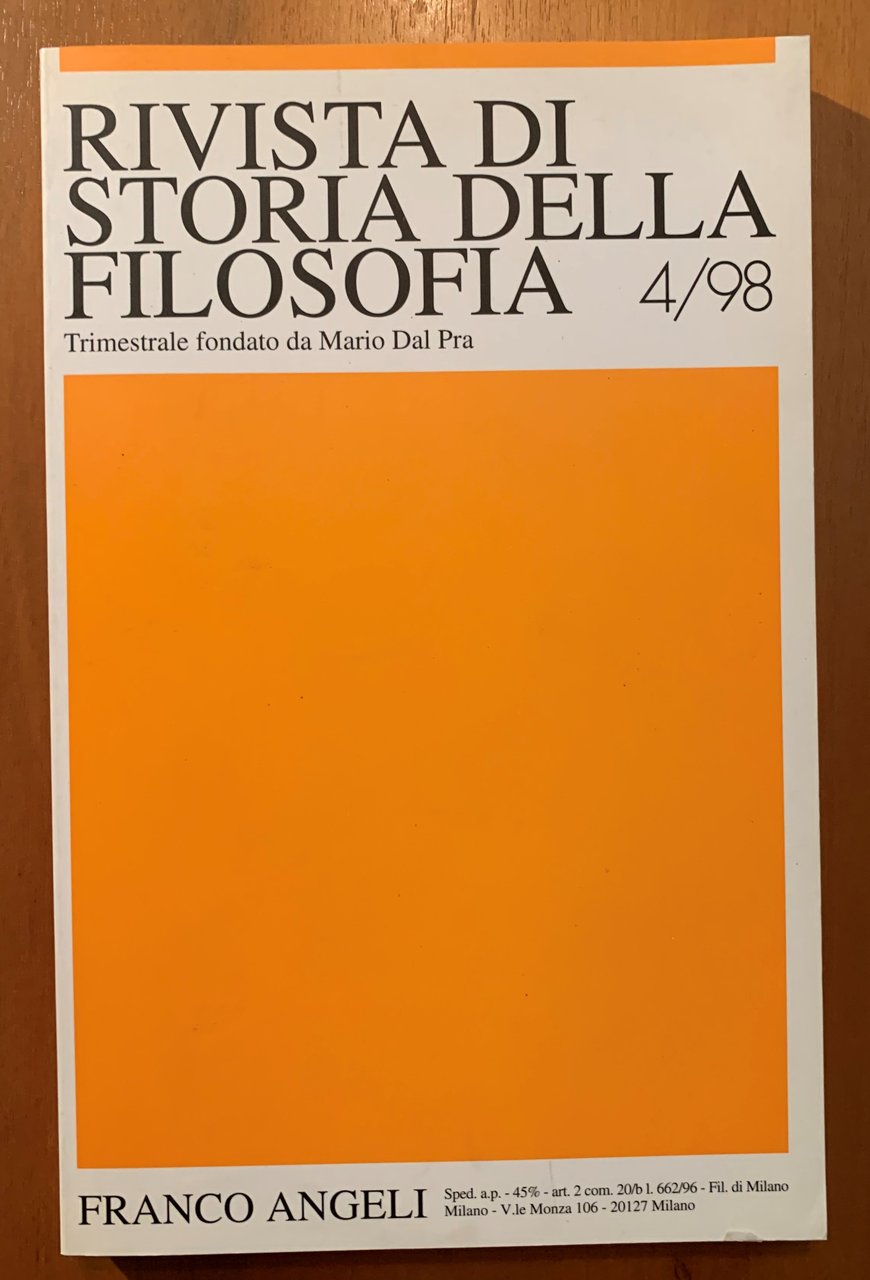 RIVISTA DI
STORIA DELLA
FILOSOFIA 4/98
Trimestrale fondato da Mario Dal Pra
FRANCO ANGELI
Sped. a.p. - 45% - art. 2 com. 20/b l. 662/96 - Fil. di Milano
Milano - V.le Monza 106 - 20127 Milano